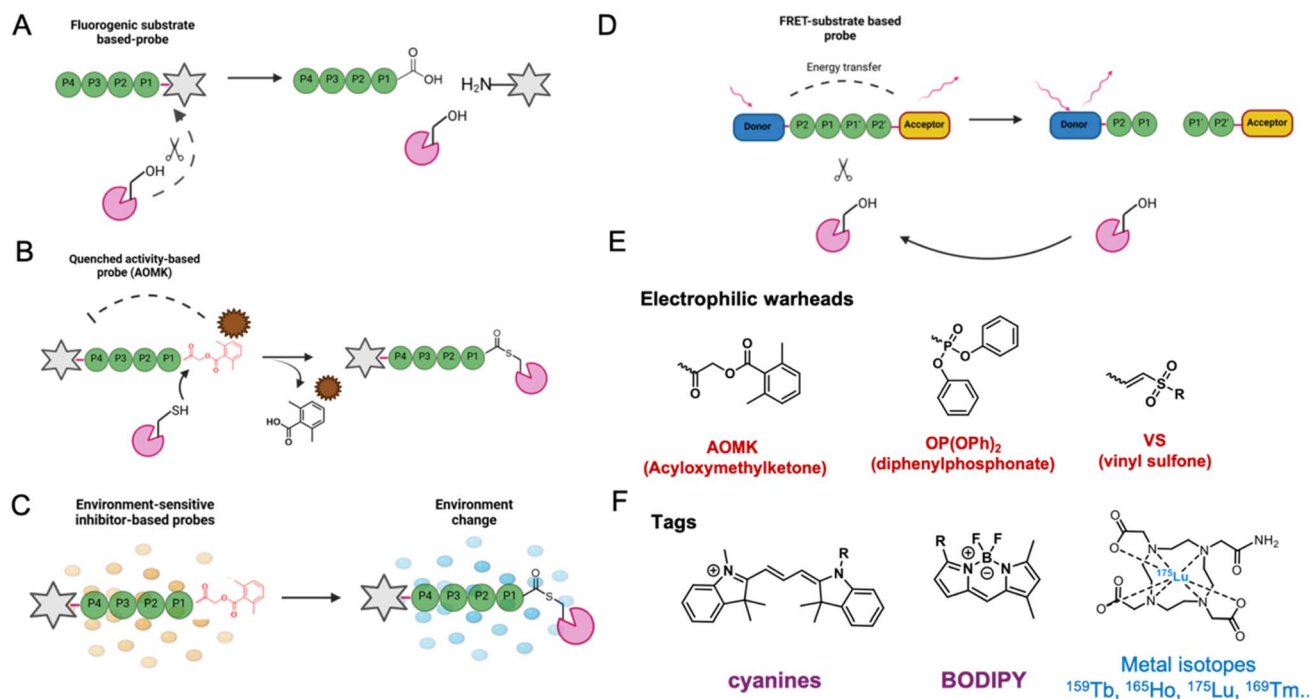 A
Fluorogenic substrate
based-probe
P4 P3 P2 P1
P4 P3 P2 P1
O
OH
H₂N
OH
OH
B
Quenched activity-based
probe (AOMK)
P4 P3 P2 P1
O
O
O
SH
HO
O
P4 P3 P2 P1
O
S
C
Environment-sensitive
inhibitor-based probes
P4 P3 P2 P1
O
O
O
Environment
change
P4 P3 P2 P1
O
S
D
FRET-substrate based
probe
Energy transfer
Donor P2 P1 P1' P2' Acceptor
Donor P2 P1
P1' P2' Acceptor
OH
OH
E
Electrophilic warheads
O
O
O
O
P
O
O
O
S
O
R
AOMK
(Acyloxymethylketone)
OP(OPh)₂
(diphenylphosphonate)
VS
(vinyl sulfone)
F
Tags
N
+
R
N
R
F
F
B
N
+
N
−
O
O
N
N
O
NH₂
¹⁷⁵Lu
O
N
N
O
O
cyanines
BODIPY
Metal isotopes
¹⁵⁹Tb, ¹⁶⁵Ho, ¹⁷⁵Lu, ¹⁶⁹Tm..